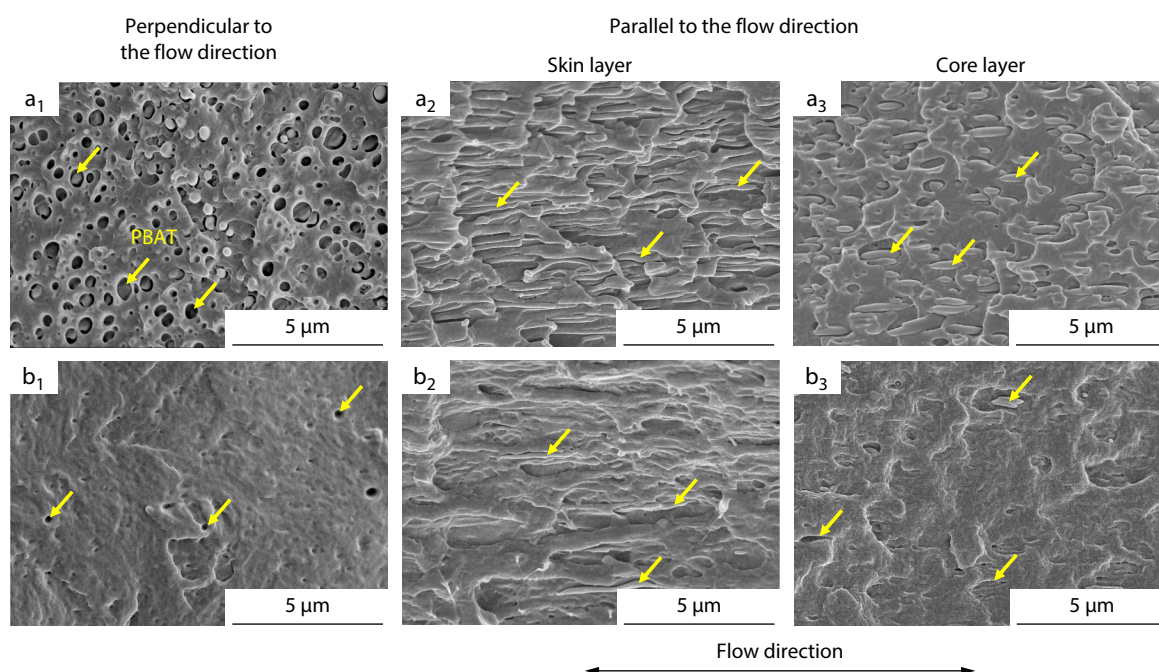 Perpendicular to
the flow direction
Parallel to the flow direction
Skin layer
Core layer
a1
a2
a3
PBAT
5 μm
5 μm
5 μm
b1
b2
b3
5 μm
5 μm
5 μm
Flow direction